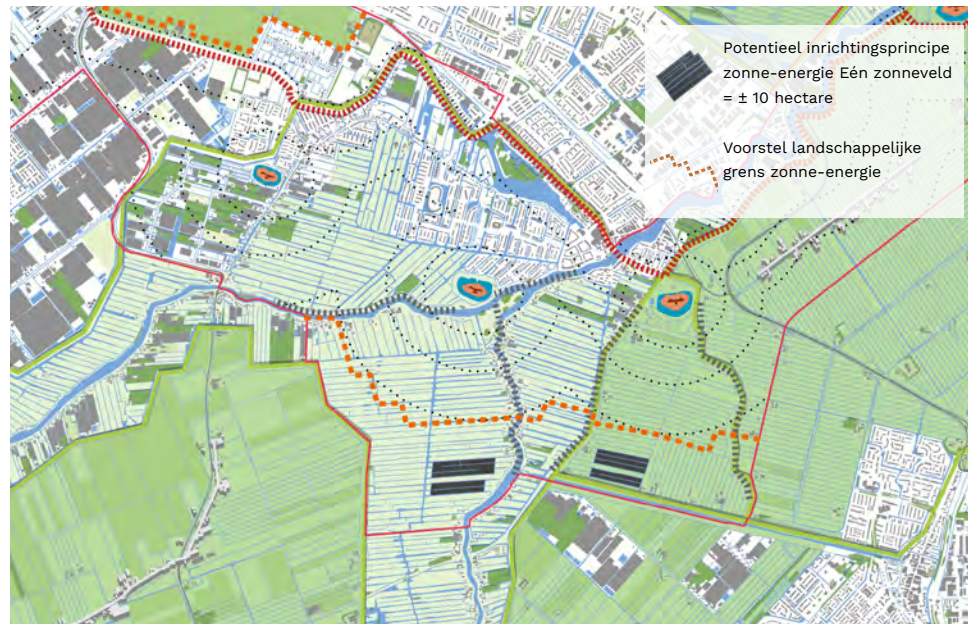 Potentieel inrichtingsprincipe
zonne-energie Eén zonneveld
= ± 10 hectare
Voorstel landschappelijke
grens zonne-energie